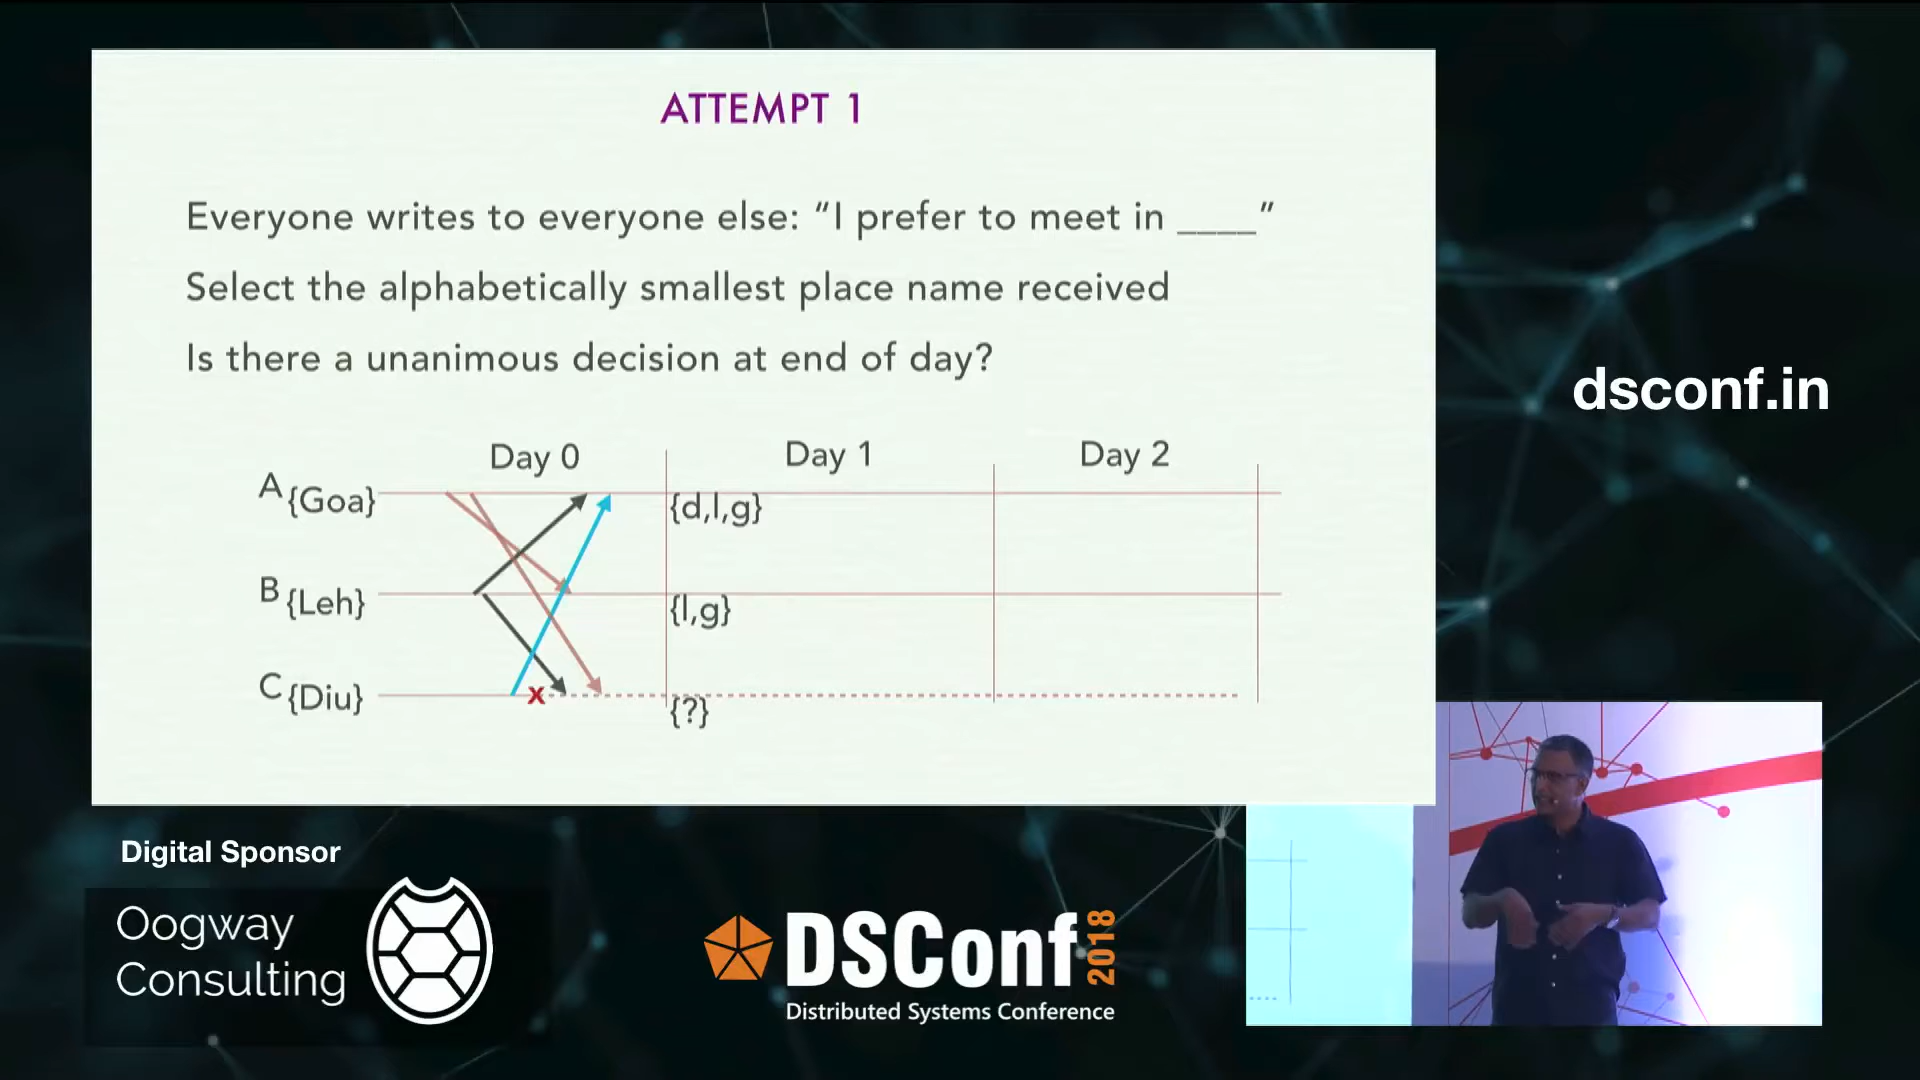 ATTEMPT 1
Everyone writes to everyone else: “I prefer to meet in ____”
Select the alphabetically smallest place name received
Is there a unanimous decision at end of day?
Day 0
Day 1
Day 2
A {Goa}
{d,l,g}
B {Leh}
{l,g}
C {Diu}
x
{?}
dsconf.in
Digital Sponsor
Oogway
Consulting
DSConf 2018
Distributed Systems Conference